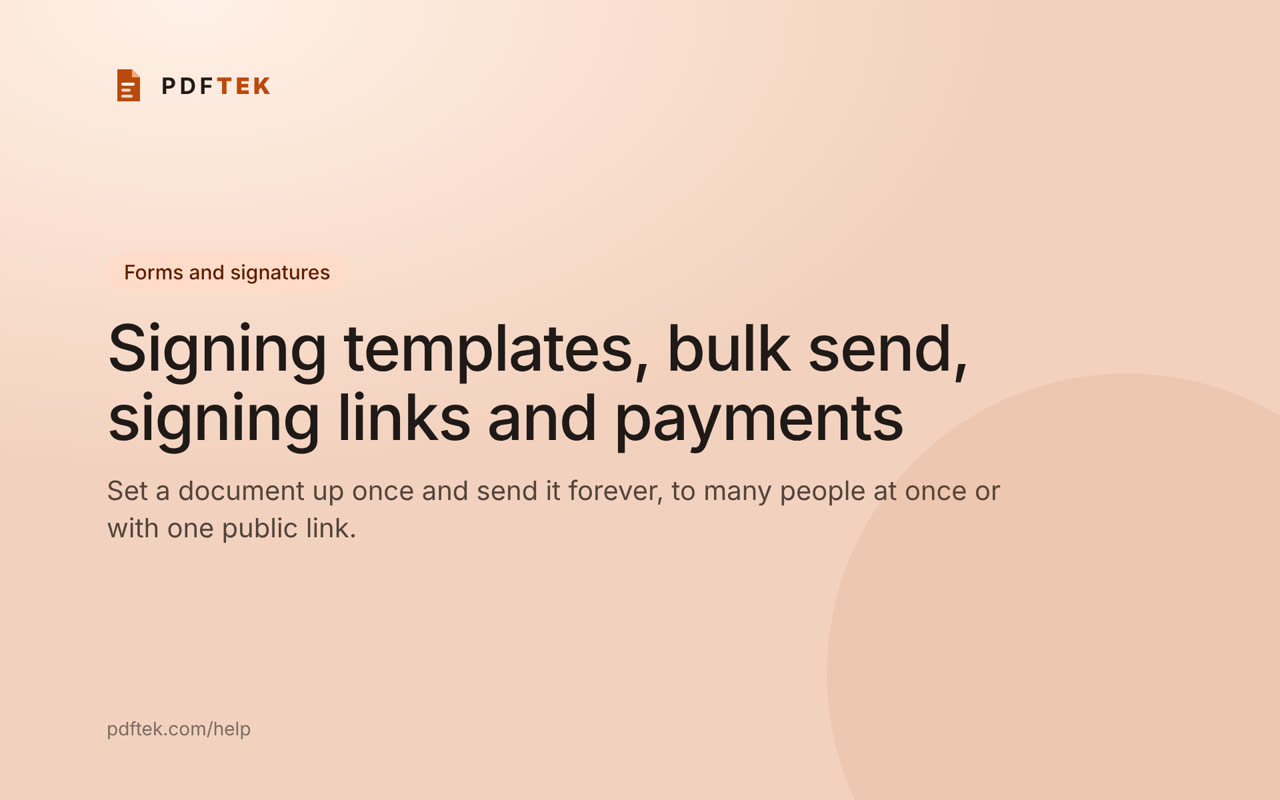 PDFTEK
Forms and signatures
Signing templates, bulk send,
signing links and payments
Set a document up once and send it forever, to many people at once or
with one public link.
pdftek.com/help